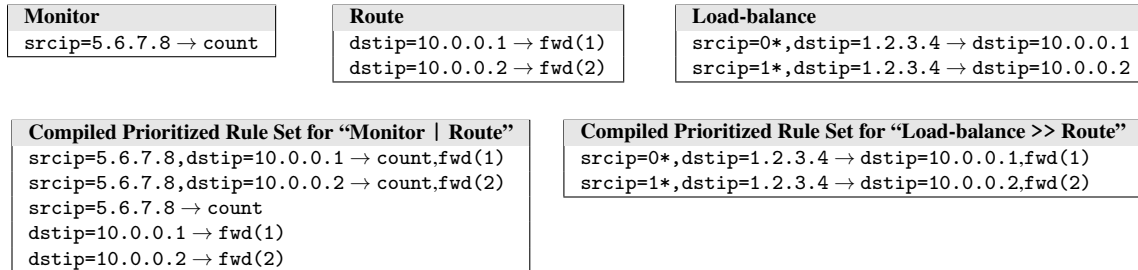 Monitor
srcip=5.6.7.8 → count
Route
dstip=10.0.0.1 → fwd(1)
dstip=10.0.0.2 → fwd(2)
Load-balance
srcip=0*,dstip=1.2.3.4 → dstip=10.0.0.1
srcip=1*,dstip=1.2.3.4 → dstip=10.0.0.2
Compiled Prioritized Rule Set for “Monitor | Route”
srcip=5.6.7.8,dstip=10.0.0.1 → count,fwd(1)
srcip=5.6.7.8,dstip=10.0.0.2 → count,fwd(2)
srcip=5.6.7.8 → count
dstip=10.0.0.1 → fwd(1)
dstip=10.0.0.2 → fwd(2)
Compiled Prioritized Rule Set for “Load-balance >> Route”
srcip=0*,dstip=1.2.3.4 → dstip=10.0.0.1,fwd(1)
srcip=1*,dstip=1.2.3.4 → dstip=10.0.0.2,fwd(2)